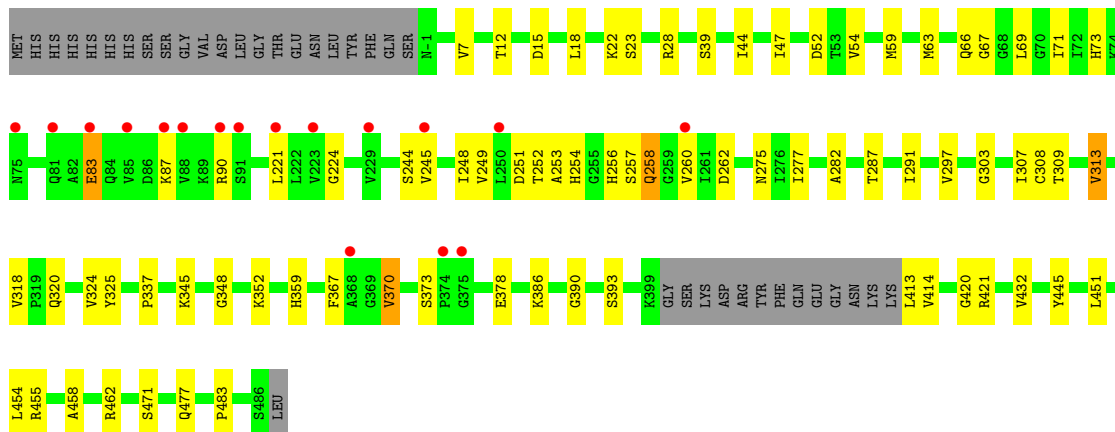 MET HIS HIS HIS HIS HIS HIS SER SER GLY VAL ASP LEU GLY THR GLU ASN LEU TYR PHE GLN SER N-1 V7 T12 D15 L18 K22 S23 R28 S39 I44 I47 D52 T53 V54 M59 M63 Q66 G67 G68 L69 G70 I71 I72 H73 K74
N75 Q81 A82 E83 Q84 V85 D86 K87 V88 K89 R90 S91 L221 L222 V223 G224 V229 S244 V245 I248 V249 L250 D251 T252 A253 H254 G255 H256 S257 Q258 G259 V260 I261 D262 N275 I276 I277 A282 T287 I291 V297 G303 I307 C308 T309 V313
V318 P319 Q320 V324 Y325 P337 K345 G348 K352 H359 F367 A368 G369 V370 S373 P374 G375 E378 K386 G390 S393 K399 GLY SER LYS ASP ARG TYR PHE GLN GLU GLY ASN LYS LYS L413 V414 G420 R421 V432 Y445 L451
L454 R455 A458 R462 S471 Q477 P483 S486 LEU